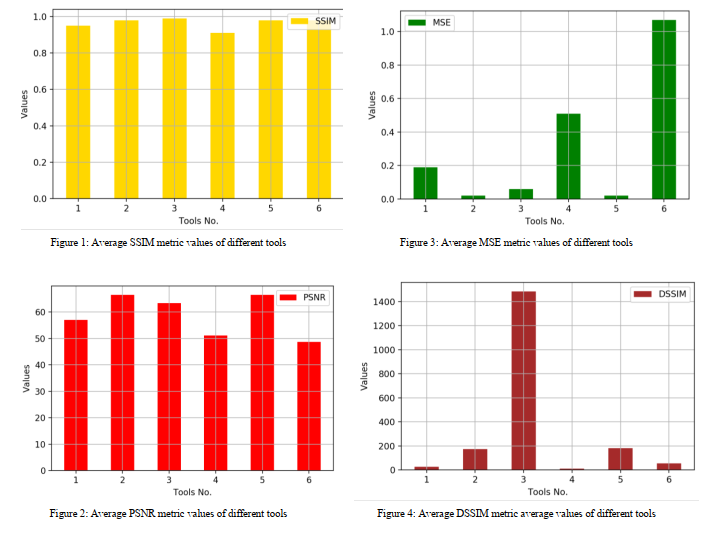 1.0
0.8
0.6
0.4
0.2
0.0
Values
SSIM
1 2 3 4 5 6
Tools No.
Figure 1: Average SSIM metric values of different tools
1.0
0.8
0.6
0.4
0.2
0.0
Values
MSE
1 2 3 4 5 6
Tools No.
Figure 3: Average MSE metric values of different tools
60
50
40
30
20
10
0
Values
PSNR
1 2 3 4 5 6
Tools No.
Figure 2: Average PSNR metric values of different tools
1400
1200
1000
800
600
400
200
0
Values
DSSIM
1 2 3 4 5 6
Tools No.
Figure 4: Average DSSIM metric average values of different tools